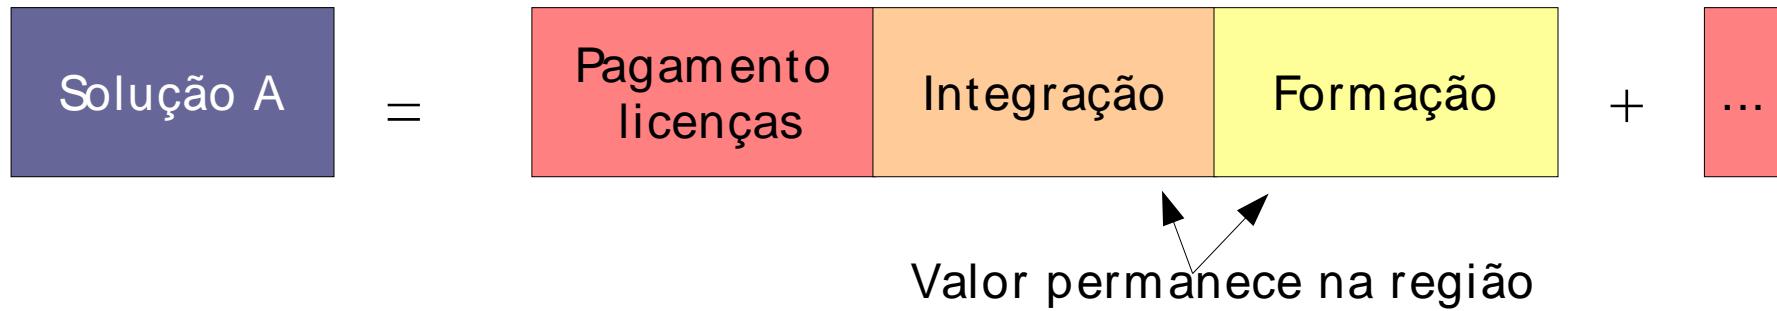 Solução A
=
Pagamento
licenças
Integração
Formação
+
...
Valor permanece na região